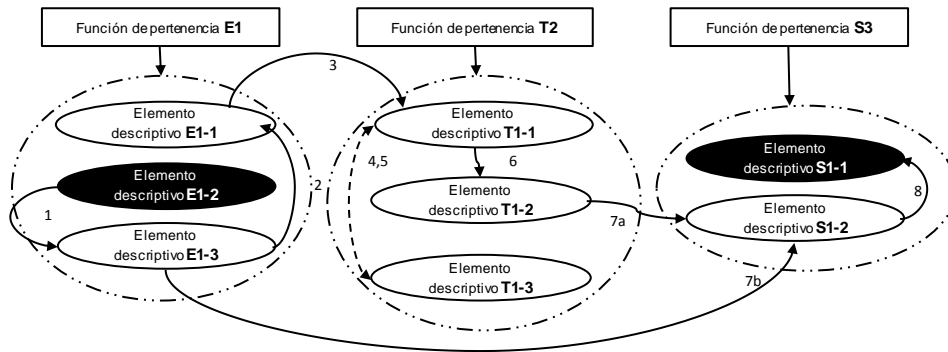 Función de pertenencia E1
Función de pertenencia T2
Función de pertenencia S3
3
Elemento
descriptivo E1-1
Elemento
descriptivo T1-1
4,5
6
Elemento
descriptivo S1-1
Elemento
descriptivo E1-2
2
8
Elemento
descriptivo T1-2
1
7a
Elemento
descriptivo S1-2
Elemento
descriptivo E1-3
Elemento
descriptivo T1-3
7b